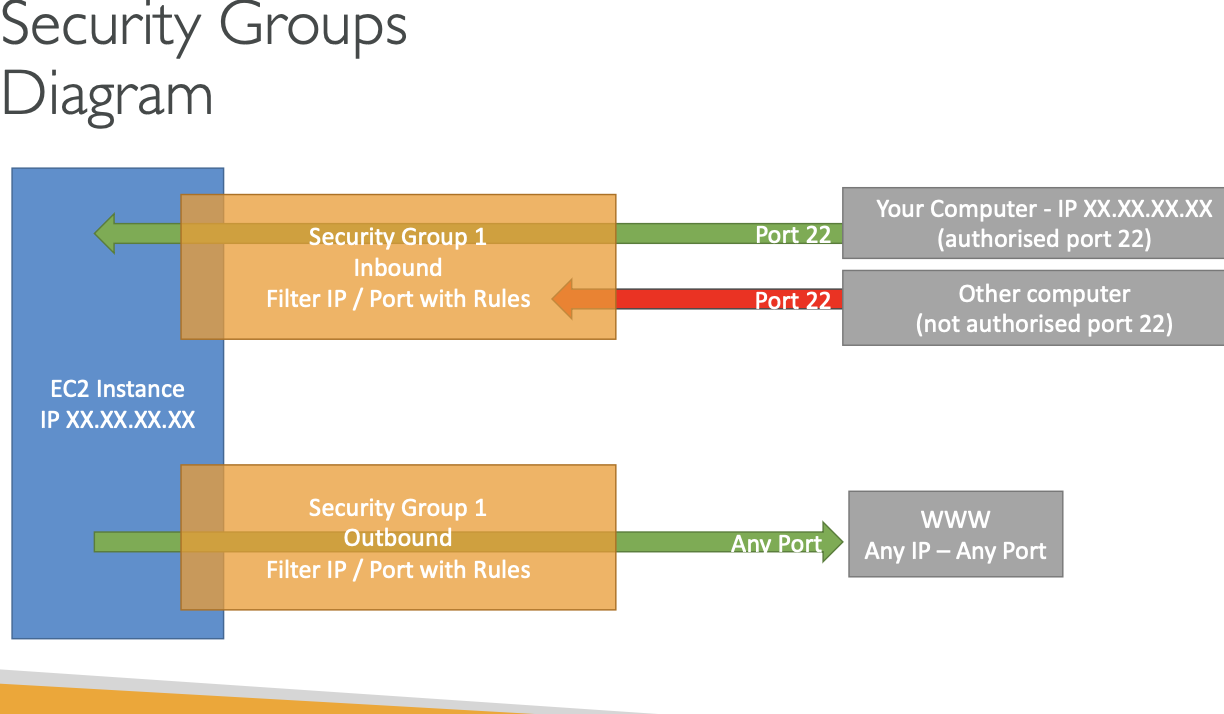 Security Groups
Diagram
Your Computer - IP XX.XX.XX.XX
(authorised port 22)
Port 22
Security Group 1
Inbound
Filter IP / Port with Rules
Port 22
Other computer
(not authorised port 22)
EC2 Instance
IP XX.XX.XX.XX
Security Group 1
Outbound
Filter IP / Port with Rules
Any Port
WWW
Any IP – Any Port